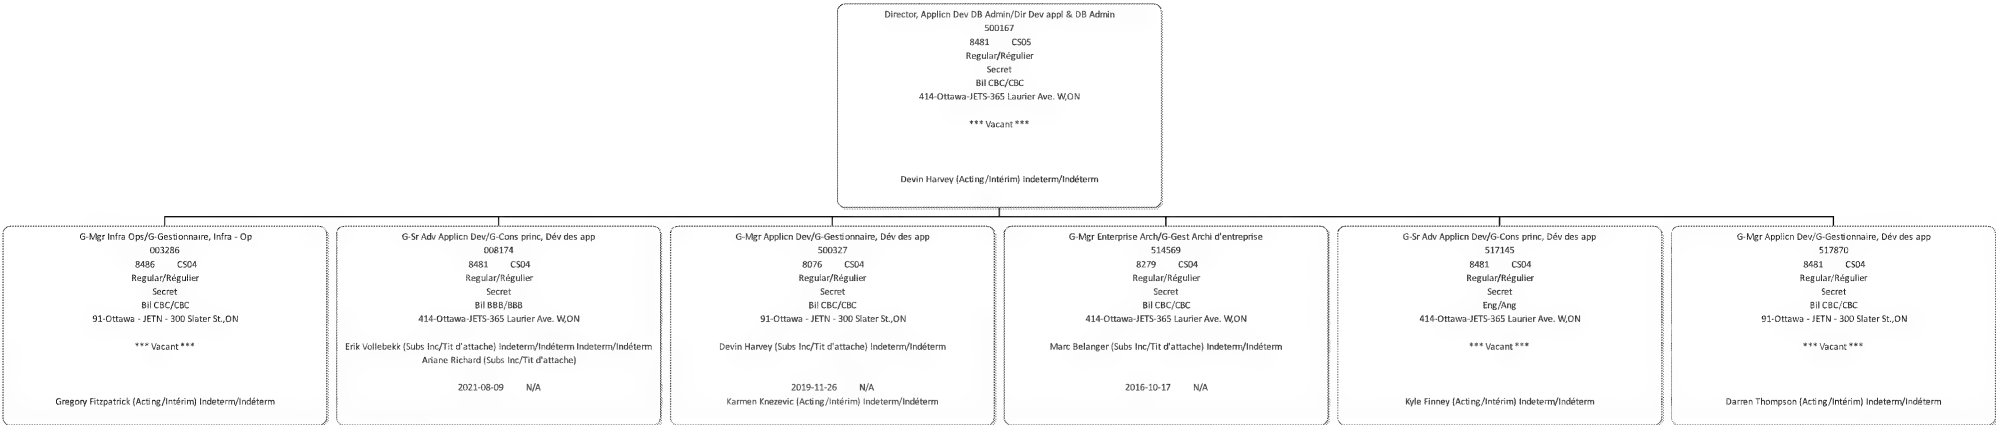 Director, Applicn Dev DB Admin/Dir Dev appl & DB Admin
500167
8481 CS05
Regular/Régulier
Secret
Bil CBC/CBC
414-Ottawa-JETS-365 Laurier Ave. W,ON
*** Vacant ***
Devin Harvey (Acting/Intérim) Indeterm/Indéterm
G-Mgr Infra Ops/G-Gestionnaire, Infra - Op
003286
8486 CS04
Regular/Régulier
Secret
Bil CBC/CBC
91-Ottawa - JETN - 300 Slater St.,ON
*** Vacant ***
Gregory Fitzpatrick (Acting/Intérim) Indeterm/Indéterm
G-Sr Adv Applicn Dev/G-Cons princ, Dév des app
008174
8481 CS04
Regular/Régulier
Secret
Bil BBB/BBB
414-Ottawa-JETS-365 Laurier Ave. W,ON
Erik Vollebekk (Subs Inc/Tit d'attache) Indeterm/Indéterm Indeterm/Indéterm
Ariane Richard (Subs Inc/Tit d'attache)
2021-08-09 N/A
G-Mgr Applicn Dev/G-Gestionnaire, Dév des app
500327
8076 CS04
Regular/Régulier
Secret
Bil CBC/CBC
91-Ottawa - JETN - 300 Slater St.,ON
Devin Harvey (Subs Inc/Tit d'attache) Indeterm/Indéterm
2019-11-26 N/A
Karmen Knezevic (Acting/Intérim) Indeterm/Indéterm
G-Mgr Enterprise Arch/G-Gest Archi d'entreprise
514569
8279 CS04
Regular/Régulier
Secret
Bil CBC/CBC
414-Ottawa-JETS-365 Laurier Ave. W,ON
Marc Belanger (Subs Inc/Tit d'attache) Indeterm/Indéterm
2016-10-17 N/A
G-Sr Adv Applicn Dev/G-Cons princ, Dév des app
517145
8481 CS04
Regular/Régulier
Secret
Eng/Ang
414-Ottawa-JETS-365 Laurier Ave. W,ON
*** Vacant ***
Kyle Finney (Acting/Intérim) Indeterm/Indéterm
G-Mgr Applicn Dev/G-Gestionnaire, Dév des app
517870
8481 CS04
Regular/Régulier
Secret
Bil CBC/CBC
91-Ottawa - JETN - 300 Slater St.,ON
*** Vacant ***
Darren Thompson (Acting/Intérim) Indeterm/Indéterm